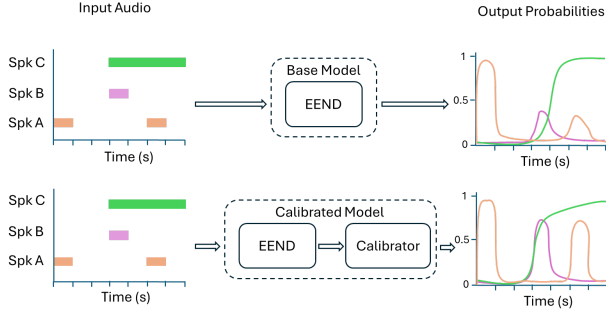 Input Audio
Output Probabilities
Spk C
Spk B
Spk A
Time (s)
Base Model
EEND
1
0.5
0
Time (s)
Spk C
Spk B
Spk A
Time (s)
Calibrated Model
EEND
Calibrator
1
0.5
0
Time (s)